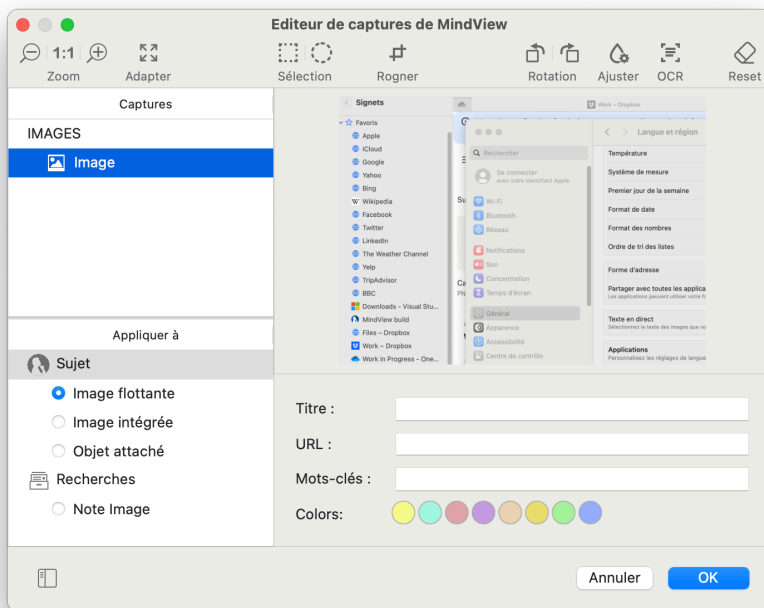 Editeur de captures de MindView
1:1
Zoom
Adapter
Sélection
Rogner
Rotation
Ajuster
OCR
Reset
Captures
IMAGES
Image
Appliquer à
Sujet
Image flottante
Image intégrée
Objet attaché
Recherches
Note Image
Signets
Favoris
Apple
iCloud
Google
Yahoo
Bing
Wikipedia
Facebook
Twitter
LinkedIn
The Weather Channel
Yelp
TripAdvisor
BBC
Downloads - Visual Stu...
MindView build
Files – Dropbox
Work – Dropbox
Work in Progress - One...
Work – Dropbox
Rechercher
Se connecter
avec votre identifiant Apple
Wi-Fi
Bluetooth
Réseau
Notifications
Son
Concentration
Temps d'écran
Général
Apparence
Accessibilité
Centre de contrôle
Langue et région
Température
Système de mesure
Premier jour de la semaine
Format de date
Format des nombres
Ordre de tri des listes
Forme d'adresse
Partager avec toutes les applica
Les applications peuvent utiliser votre fo
Texte en direct
Sélectionnez le texte des images que vo
Applications
Personnalisez les réglages de langue
Titre :
URL :
Mots-clés :
Colors:
Annuler
OK